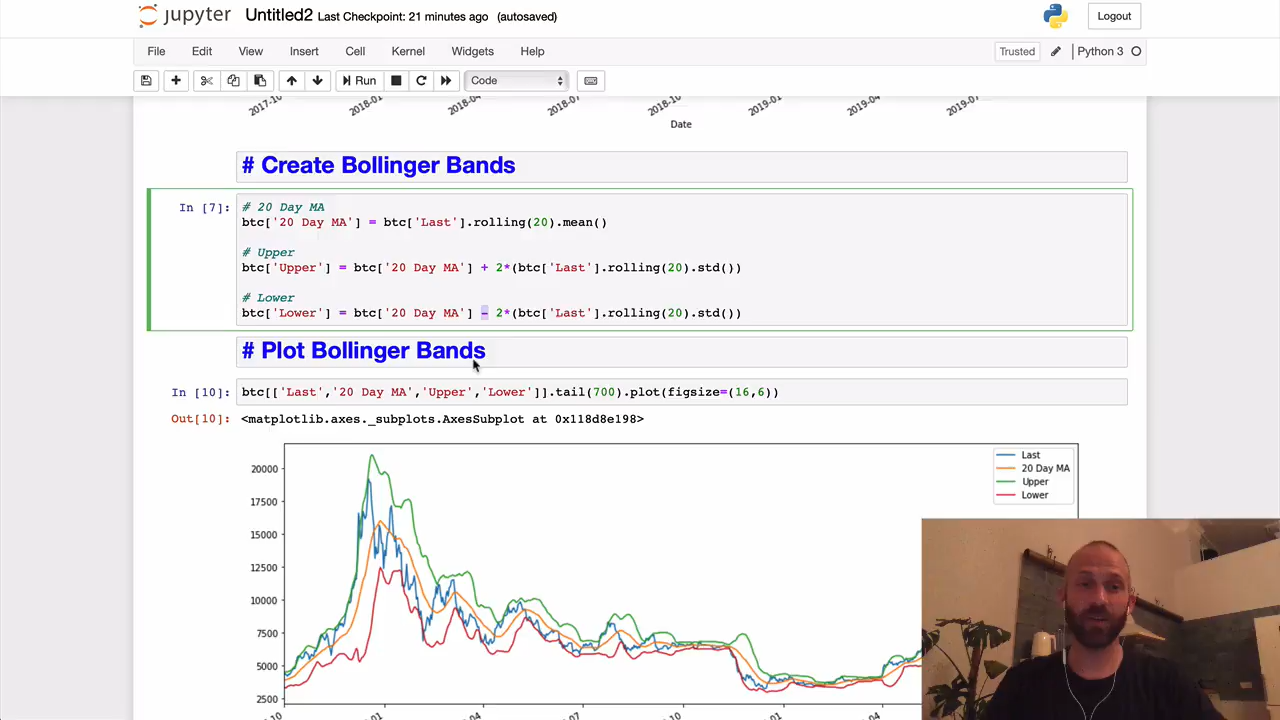 jupyter Untitled2 Last Checkpoint: 21 minutes ago (autosaved)
Logout
File Edit View Insert Cell Kernel Widgets Help
Trusted Python 3
Run Code
2017-10 2018-01 2018-04 2018-07 2018-10 2019-01 2019-04 2019-07
Date
# Create Bollinger Bands
In [7]:
# 20 Day MA
btc['20 Day MA'] = btc['Last'].rolling(20).mean()
# Upper
btc['Upper'] = btc['20 Day MA'] + 2*(btc['Last'].rolling(20).std())
# Lower
btc['Lower'] = btc['20 Day MA'] - 2*(btc['Last'].rolling(20).std())
# Plot Bollinger Bands
In [10]: btc[['Last','20 Day MA','Upper','Lower']].tail(700).plot(figsize=(16,6))
Out[10]: <matplotlib.axes._subplots.AxesSubplot at 0x118d8e198>
Last
20 Day MA
Upper
Lower
20000
17500
15000
12500
10000
7500
5000
2500